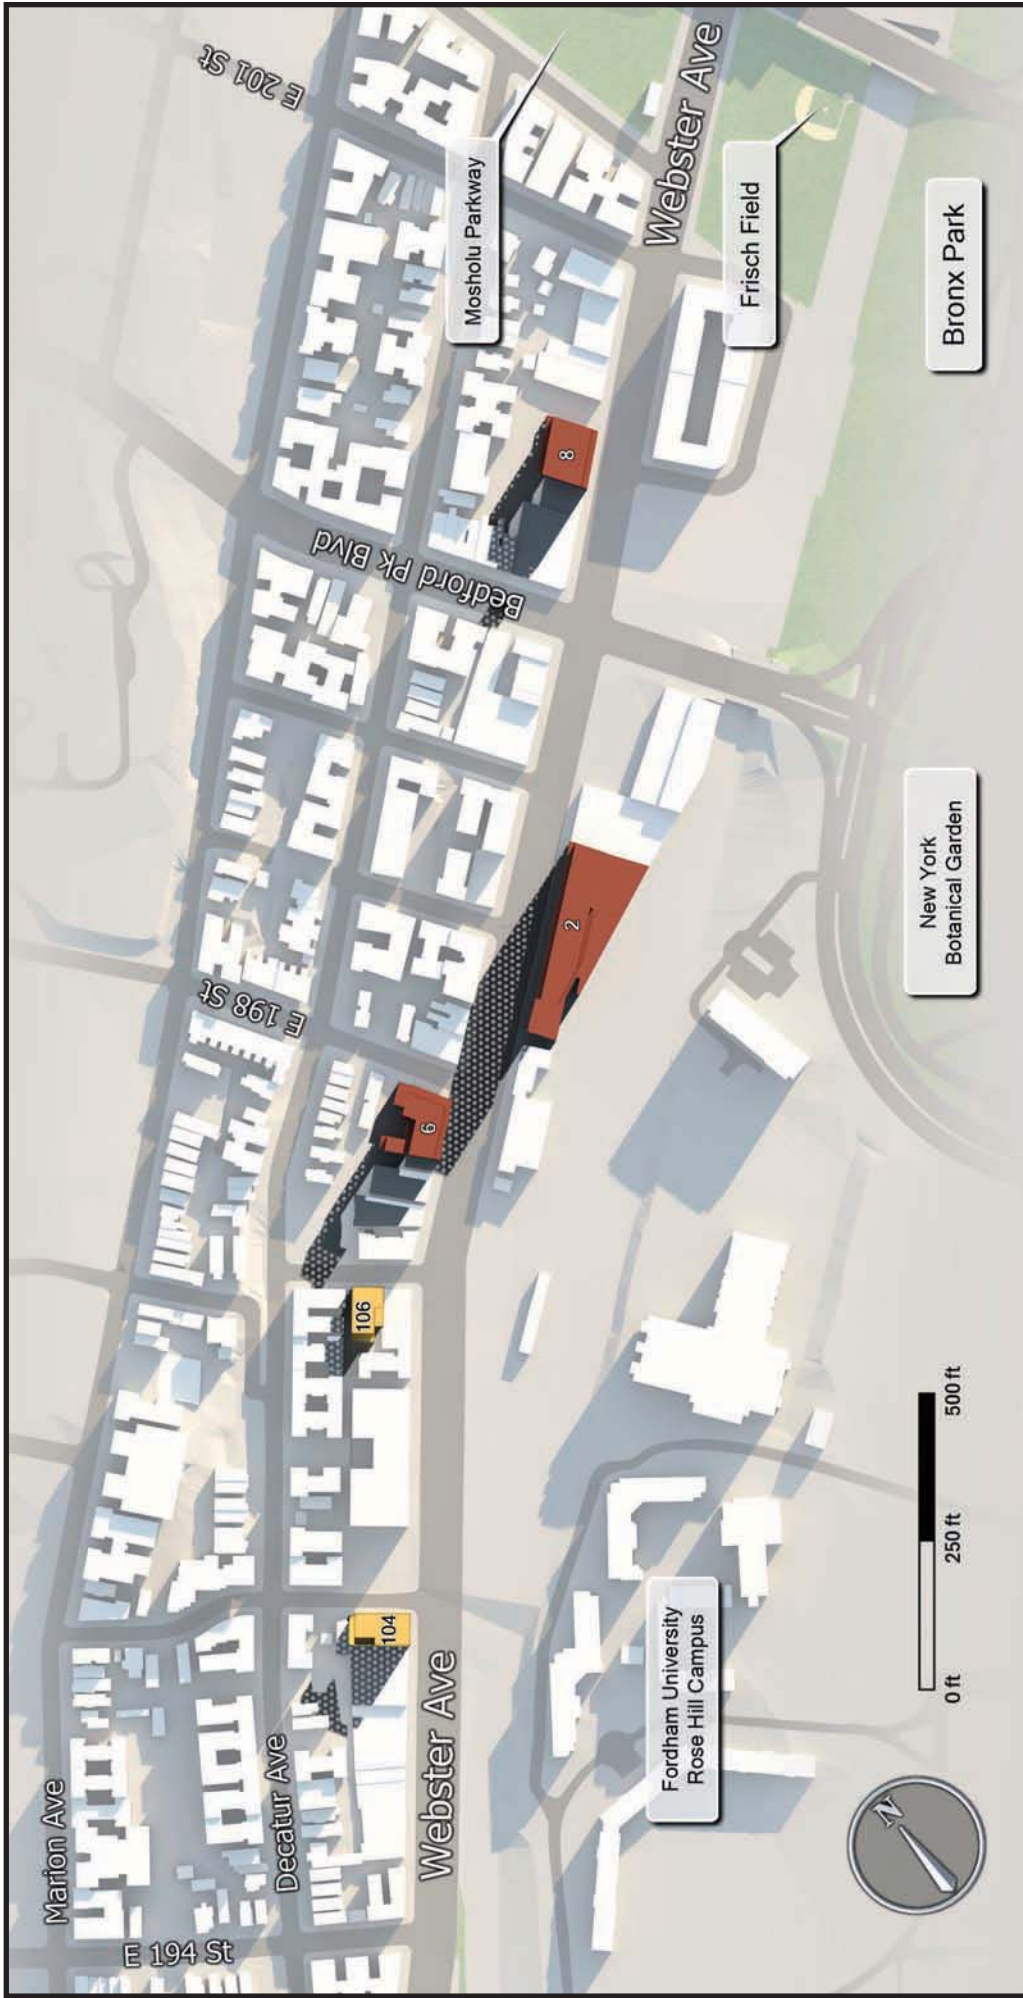 Marion Ave
Decatur Ave
E 194 St
Webster Ave
104
106
6
E 198 St
2
Bedford Pk Blvd
8
E 201 St
Mosholu Parkway
Webster Ave
Frisch Field
Bronx Park
New York
Botanical Garden
Fordham University
Rose Hill Campus
N
0 ft
250 ft
500 ft